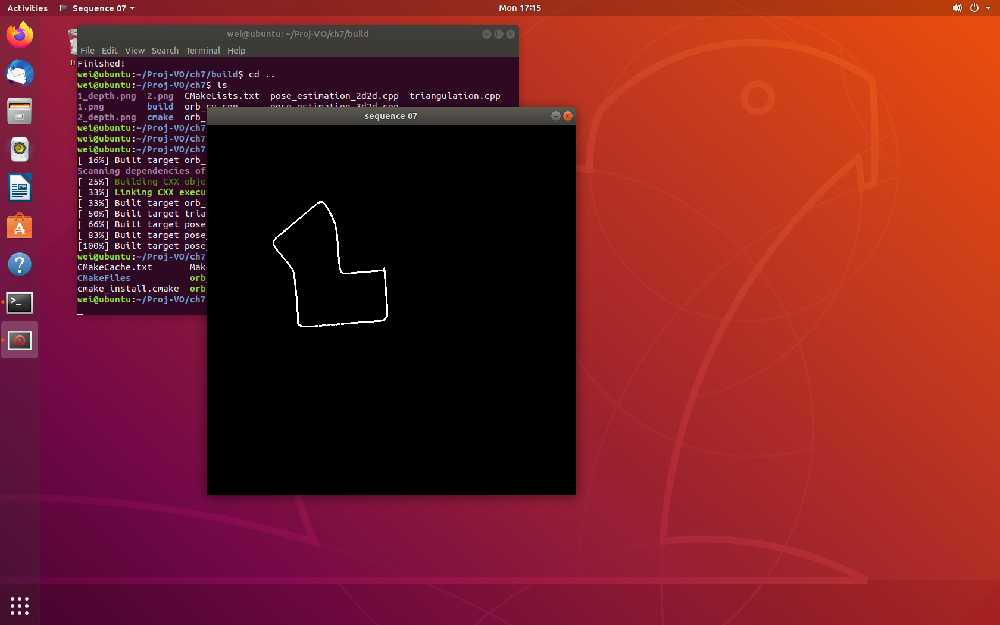 Activities
Sequence 07
Mon 17:15
wei@ubuntu: ~/Proj-VO/ch7/build
File Edit View Search Terminal Help
Tr
Finished!
wei@ubuntu:~/Proj-VO/ch7/build$ cd ..
wei@ubuntu:~/Proj-VO/ch7$ ls
1_depth.png 2.png CMakeLists.txt pose_estimation_2d2d.cpp triangulation.cpp
1.png build orb_cv.cpp pose_estimation_3d2d.cpp
2_depth.png cmake orb_
wei@ubuntu:~/Proj-VO/ch7
wei@ubuntu:~/Proj-VO/ch7
wei@ubuntu:~/Proj-VO/ch7
[ 16%] Built target orb_
Scanning dependencies of
[ 25%] Building CXX obje
[ 33%] Linking CXX execu
[ 33%] Built target orb_
[ 50%] Built target tria
[ 66%] Built target pose_
[ 83%] Built target pose_
[100%] Built target pose_
wei@ubuntu:~/Proj-VO/ch7
CMakeCache.txt Mak
CMakeFiles orb_
cmake_install.cmake orb_
wei@ubuntu:~/Proj-VO/ch7
sequence 07